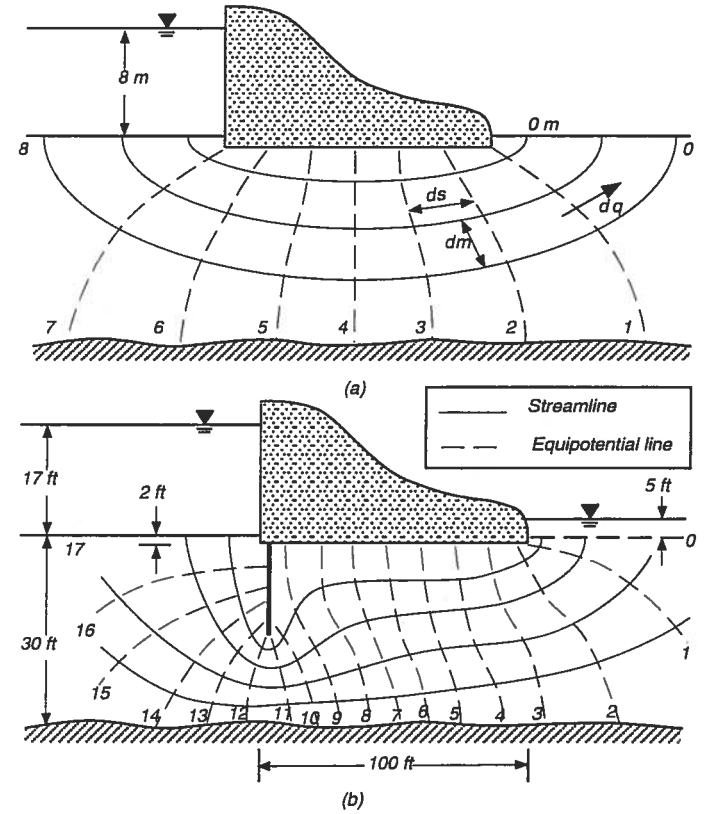 8 m
0 m
8
0
ds
dq
dm
7 6 5 4 3 2 1
(a)
Streamline
Equipotential line
17 ft
2 ft
5 ft
17
0
30 ft
16
1
15
14 13 12 11 10 9 8 7 6 5 4 3 2
100 ft
(b)